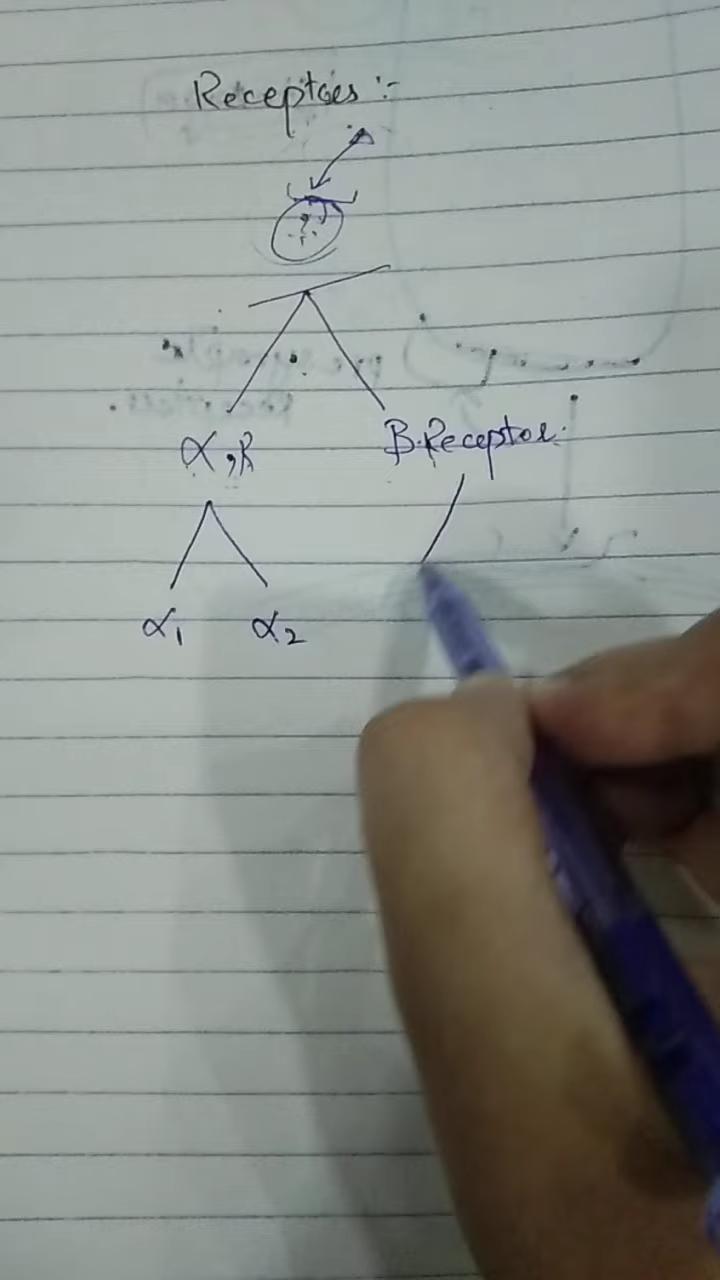 Receptors :-
α, R B. Receptor.
α1 α2